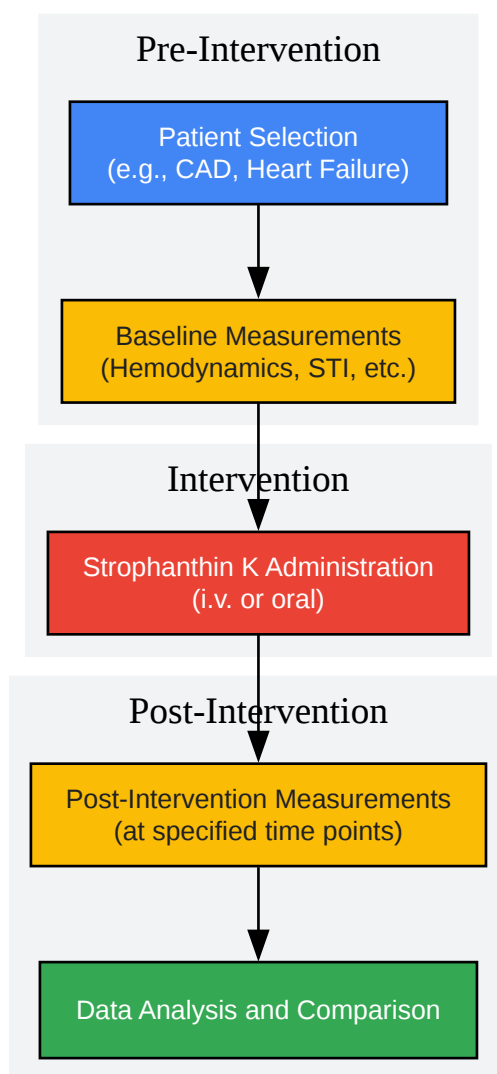 Pre-Intervention
Patient Selection
(e.g., CAD, Heart Failure)
Baseline Measurements
(Hemodynamics, STI, etc.)
Intervention
Strophanthin K Administration
(i.v. or oral)
Post-Intervention
Post-Intervention Measurements
(at specified time points)
Data Analysis and Comparison